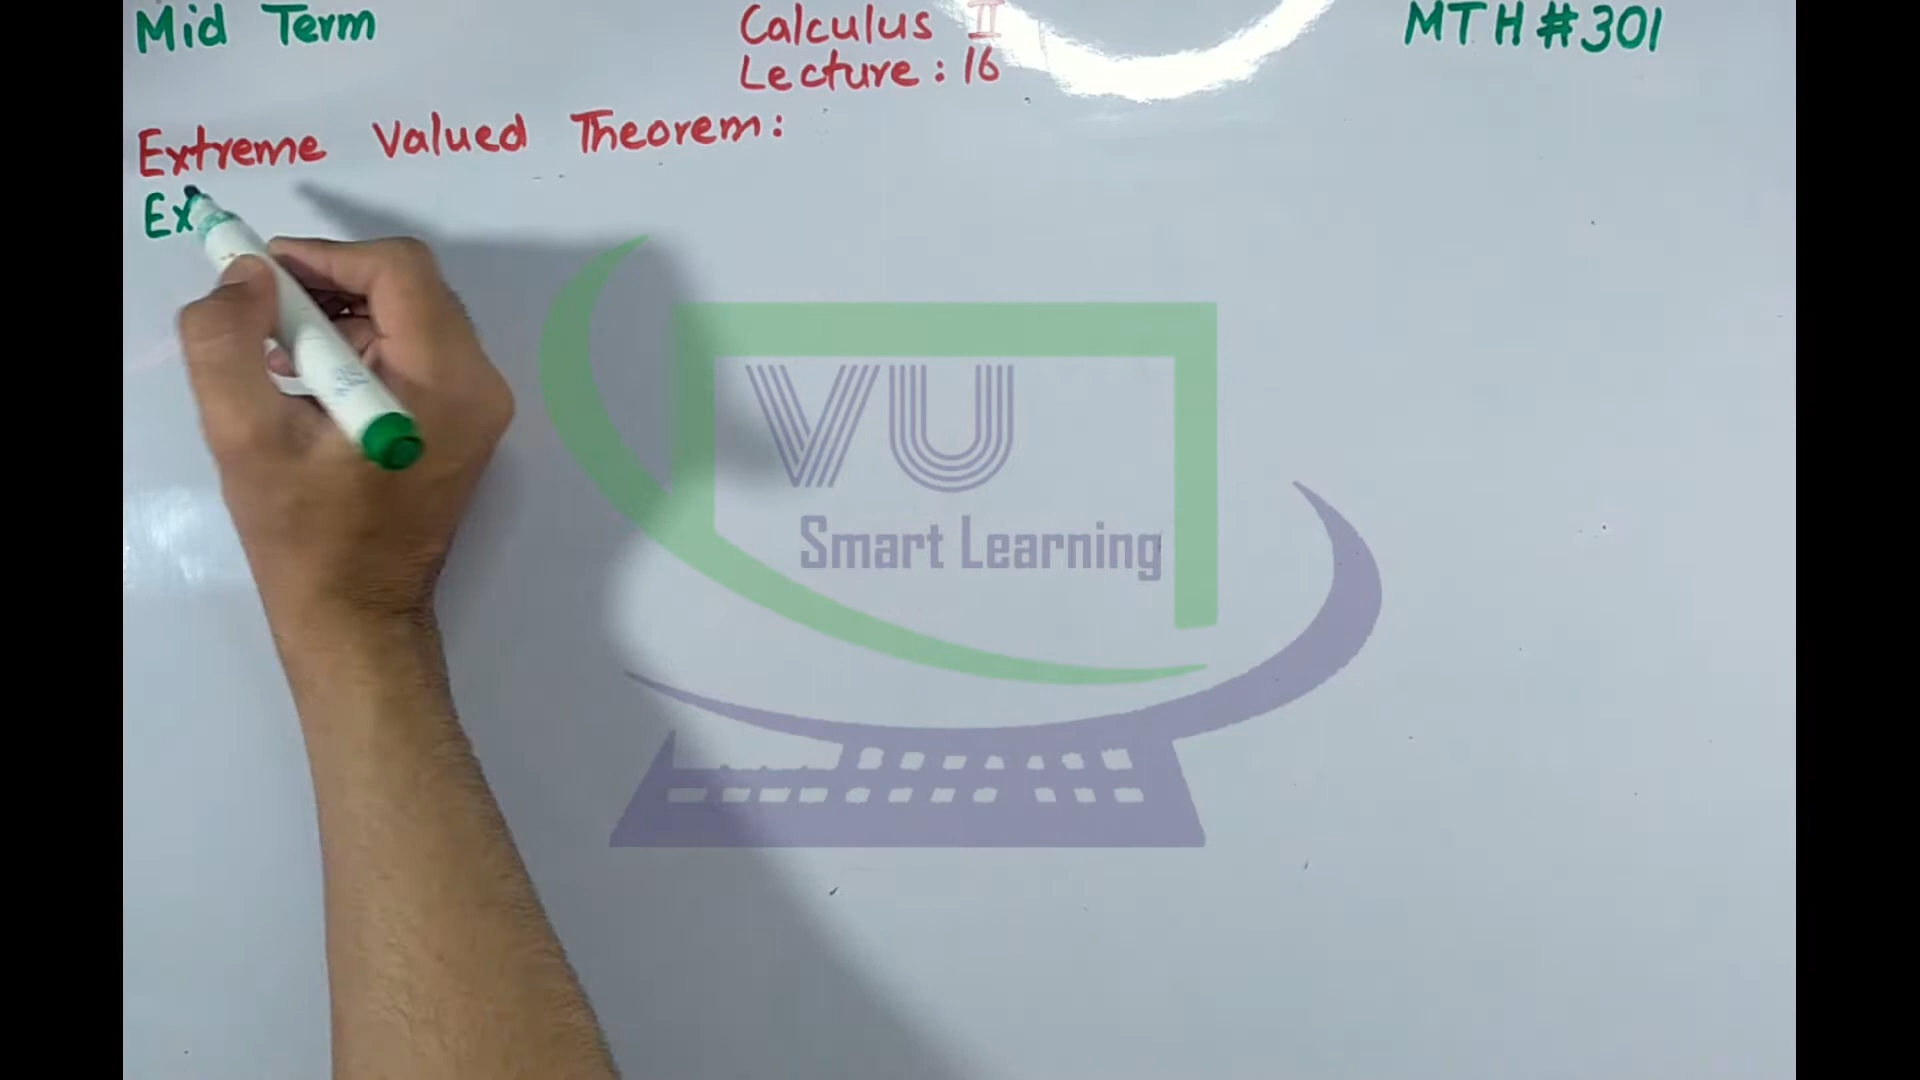 Mid Term
Calculus II
MTH#301
Lecture: 16
Extreme Valued Theorem:
Ex
VU
Smart Learning